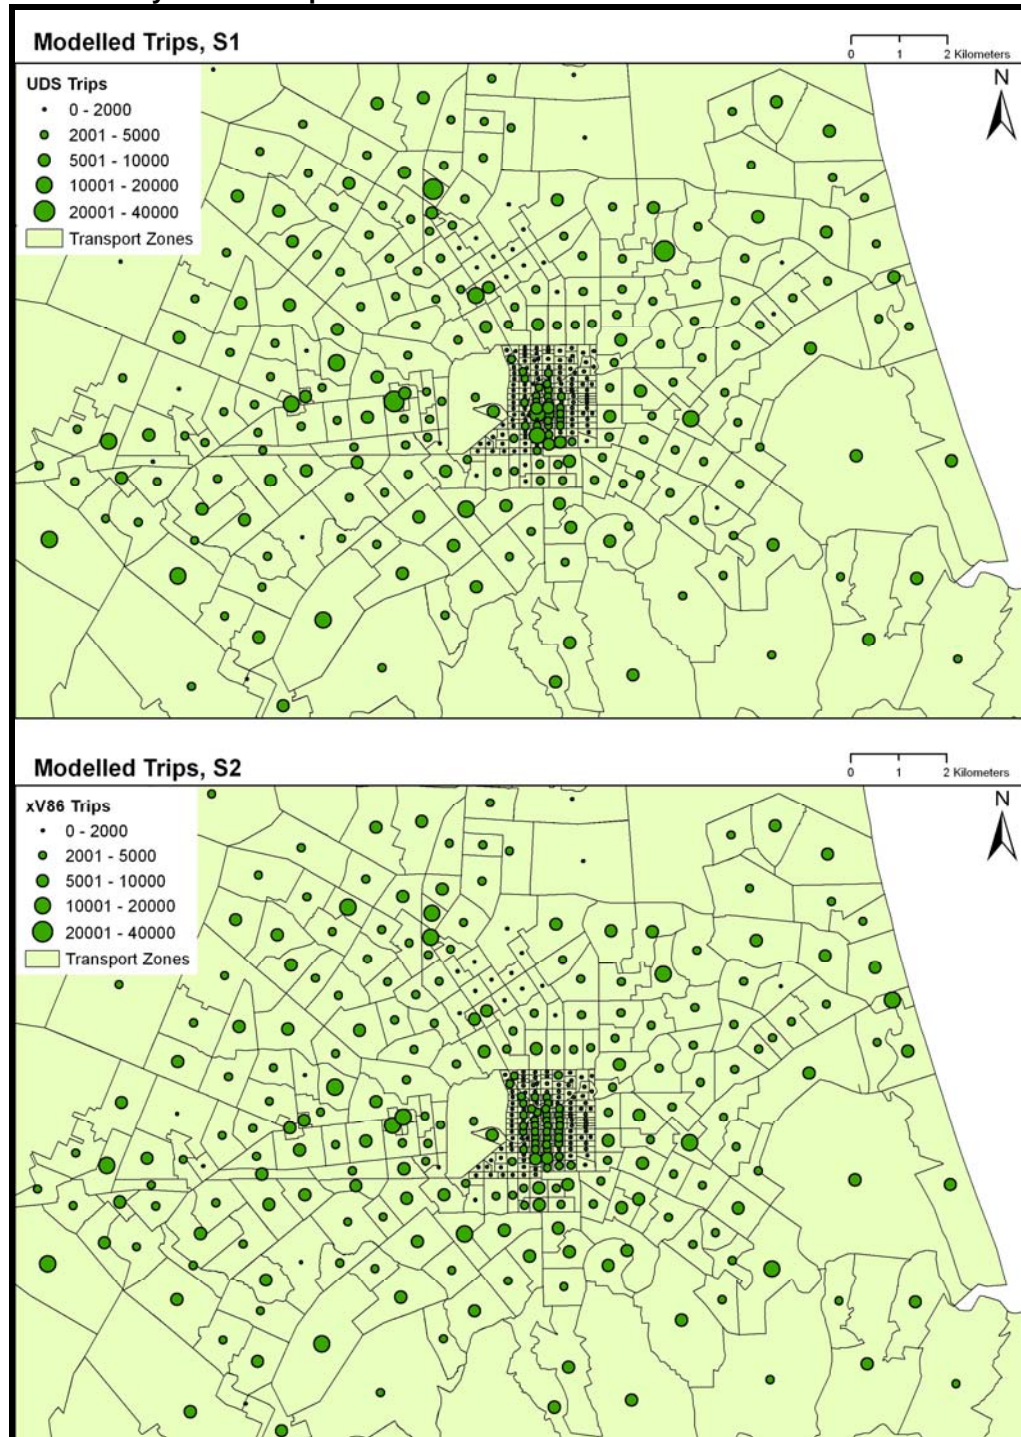 Modelled Trips, S1
0 1 2 Kilometers
N
UDS Trips
0 - 2000
2001 - 5000
5001 - 10000
10001 - 20000
20001 - 40000
Transport Zones
Modelled Trips, S2
0 1 2 Kilometers
N
xV86 Trips
0 - 2000
2001 - 5000
5001 - 10000
10001 - 20000
20001 - 40000
Transport Zones